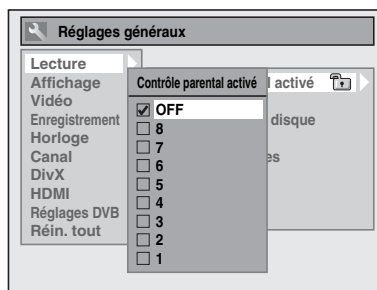 Réglages généraux
Lecture
Affichage
Vidéo
Enregistrement
Horloge
Canal
DivX
HDMI
Réglages DVB
Réin. tout
Contrôle parental activé
OFF
8
7
6
5
4
3
2
1
activé
disque